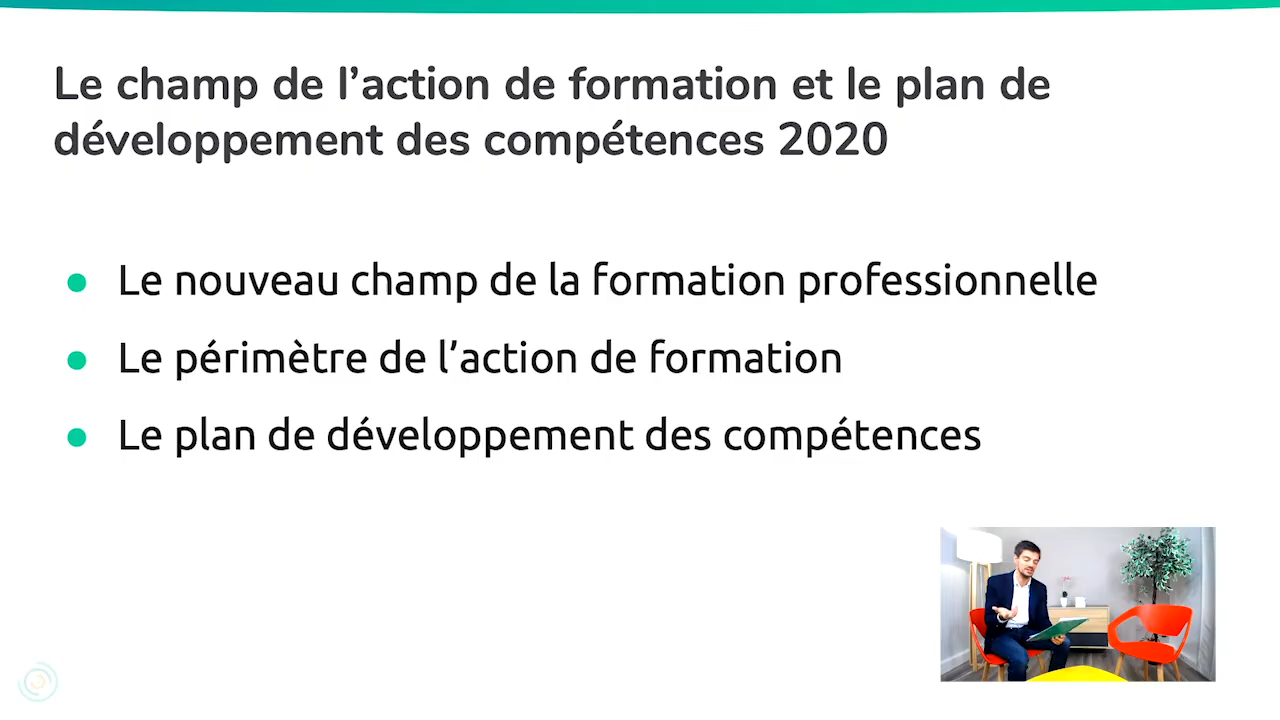 Le champ de l’action de formation et le plan de
développement des compétences 2020
Le nouveau champ de la formation professionnelle
Le périmètre de l’action de formation
Le plan de développement des compétences